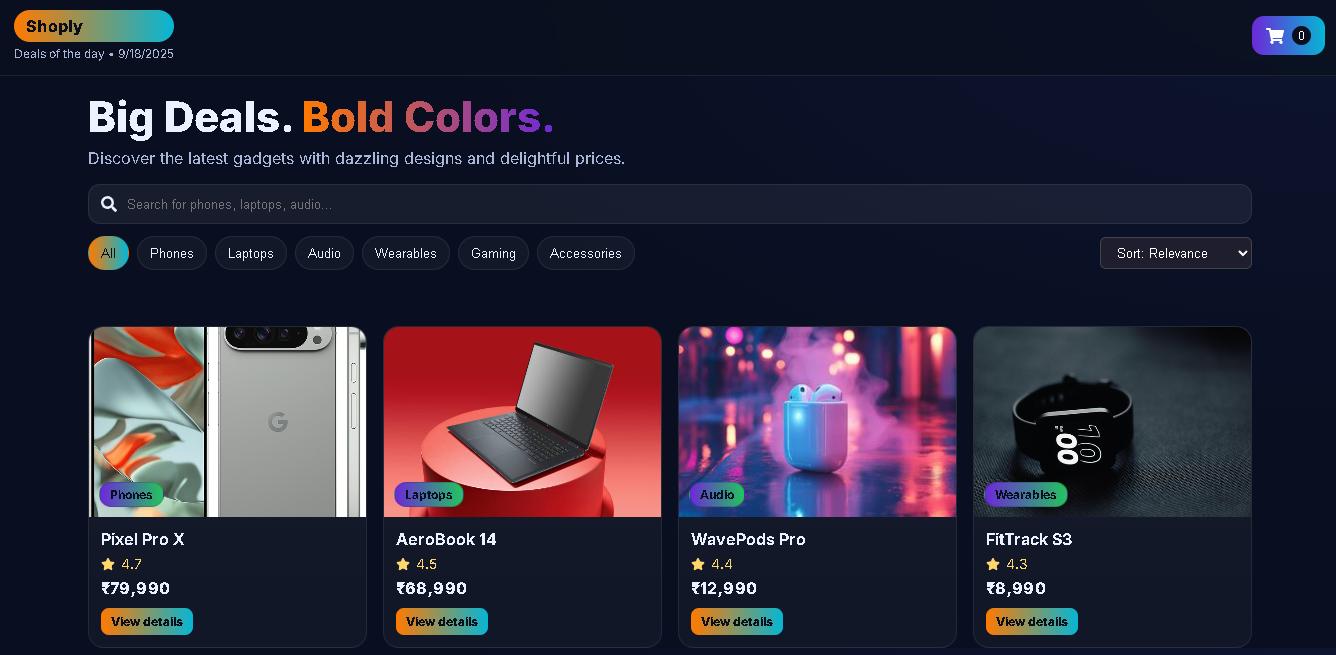 Shoply
Deals of the day • 9/18/2025
0
Big Deals. Bold Colors.
Discover the latest gadgets with dazzling designs and delightful prices.
Search for phones, laptops, audio...
All Phones Laptops Audio Wearables Gaming Accessories Sort: Relevance
G
Phones
Pixel Pro X
4.7
₹79,990
View details
Laptops
AeroBook 14
4.5
₹68,990
View details
Audio
WavePods Pro
4.4
₹12,990
View details
Wearables
FitTrack S3
4.3
₹8,990
View details